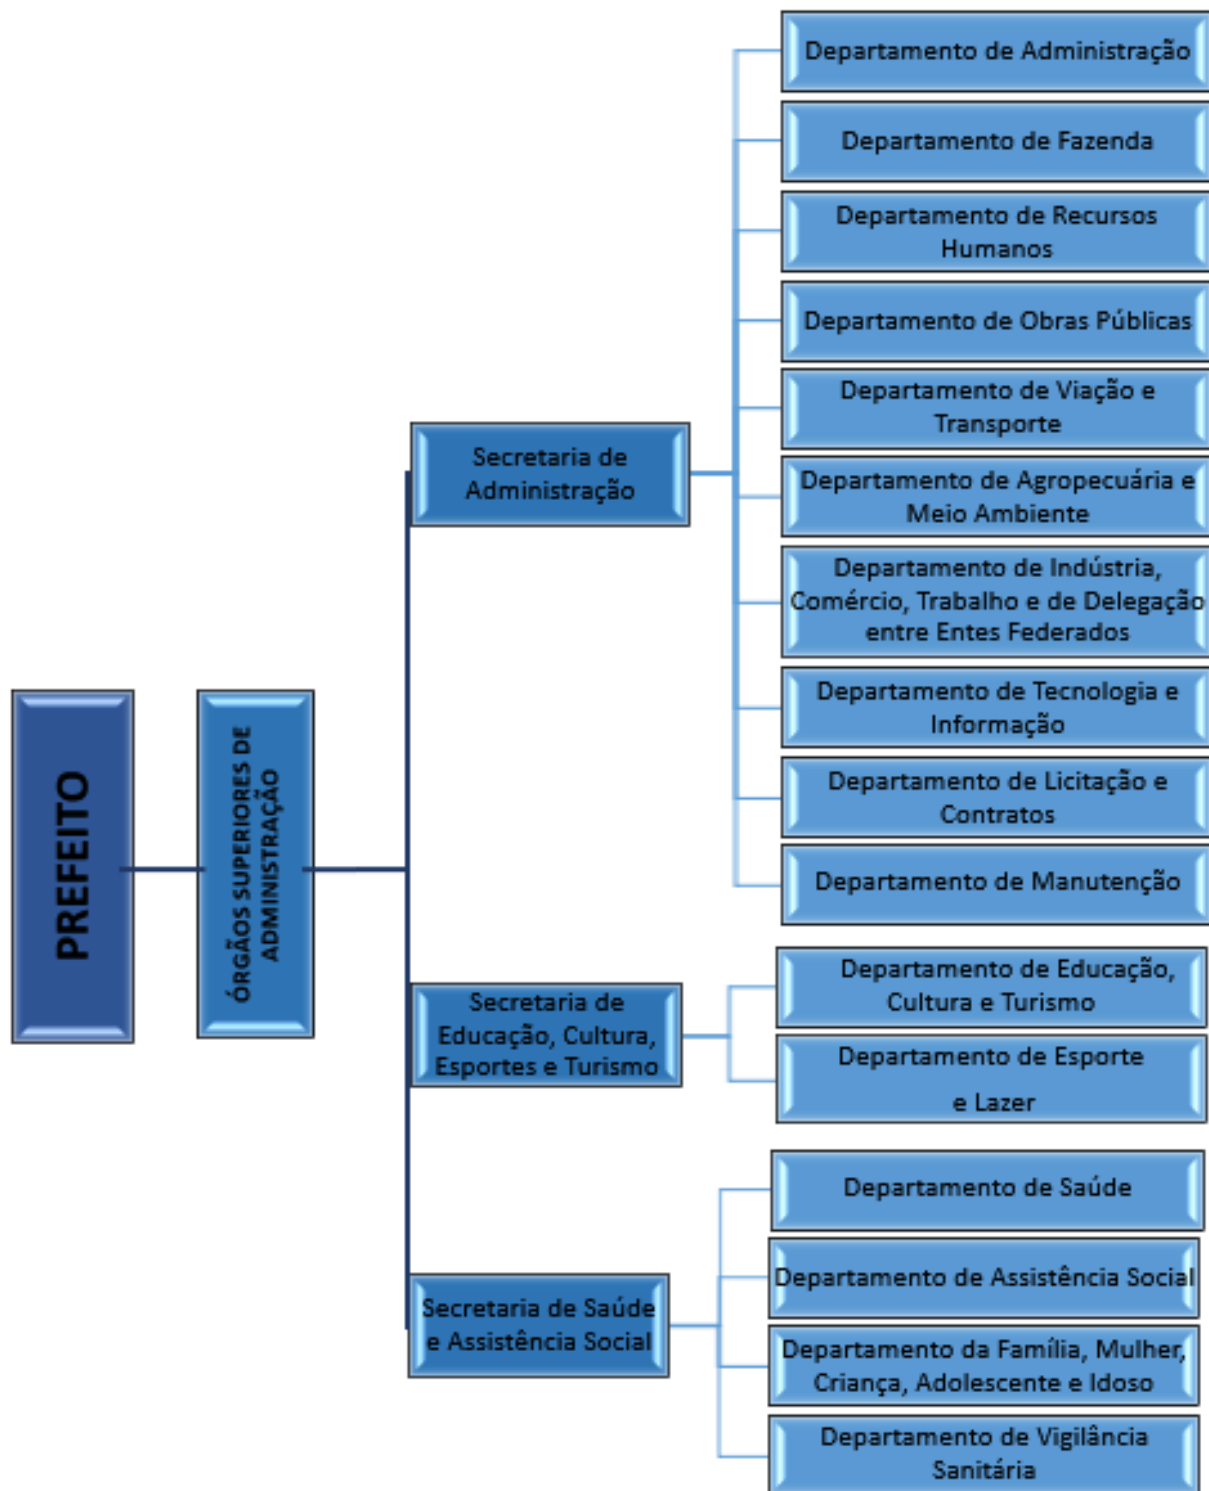 PREFEITO
ÓRGÃOS SUPERIORES DE
ADMINISTRAÇÃO
Secretaria de
Administração
Departamento de Administração
Departamento de Fazenda
Departamento de Recursos
Humanos
Departamento de Obras Públicas
Departamento de Viação e
Transporte
Departamento de Agropecuária e
Meio Ambiente
Departamento de Indústria,
Comércio, Trabalho e de Delegação
entre Entes Federados
Departamento de Tecnologia e
Informação
Departamento de Licitação e
Contratos
Departamento de Manutenção
Secretaria de
Educação, Cultura,
Esportes e Turismo
Departamento de Educação,
Cultura e Turismo
Departamento de Esporte
e Lazer
Secretaria de Saúde
e Assistência Social
Departamento de Saúde
Departamento de Assistência Social
Departamento da Família, Mulher,
Criança, Adolescente e Idoso
Departamento de Vigilância
Sanitária